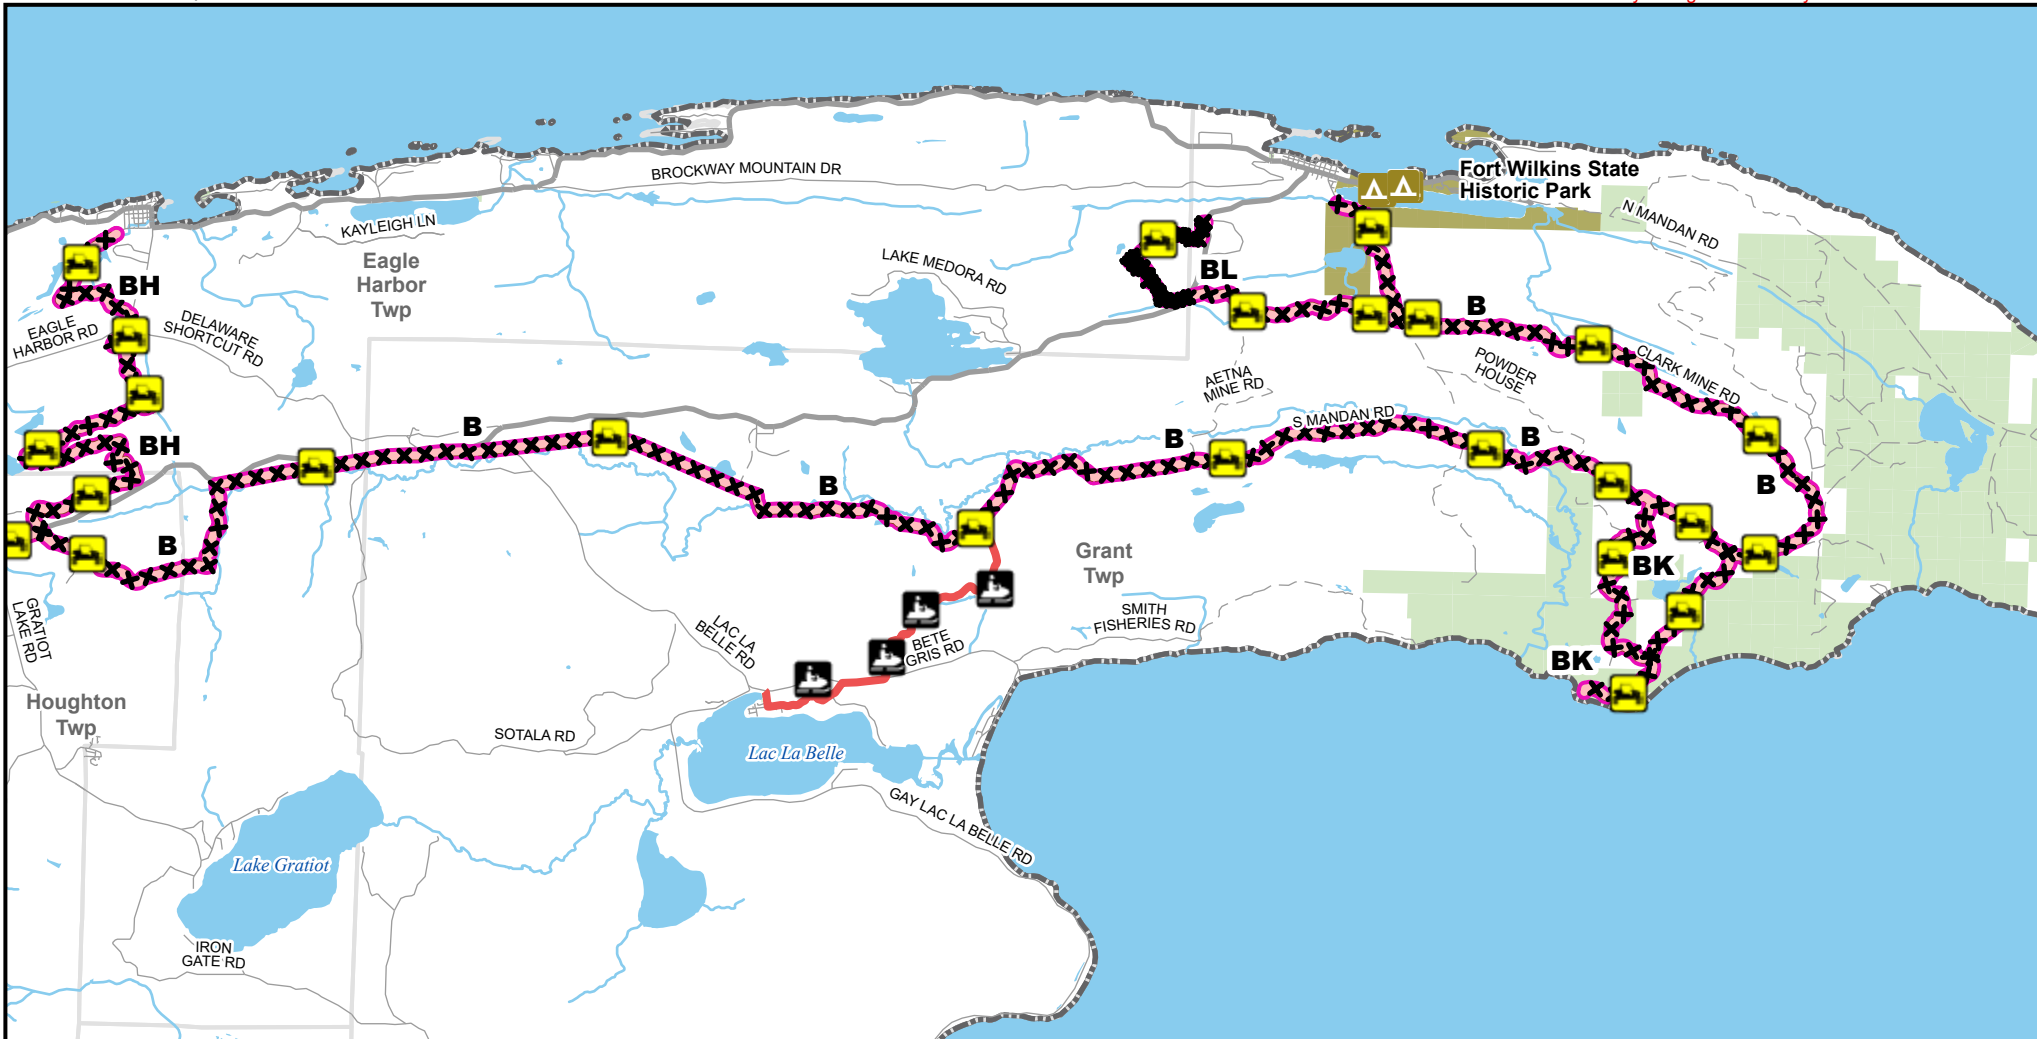 BROCKWAY MOUNTAIN DR
Fort Wilkins State
Historic Park
N MANDAN RD
KAYLEIGH LN
Eagle
Harbor
Twp
LAKE MEDORA RD
BL
BH
EAGLE
HARBOR RD
DELAWARE
SHORTCUT RD
B
CLARK MINE RD
POWDER
HOUSE
AETNA
MINE RD
S MANDAN RD
B
BH
B
B
B
B
B
Grant
Twp
BK
SMITH
FISHERIES RD
GRATIOT
LAKE RD
LAC LA
BELLE RD
BETE
GRIS RD
BK
Houghton
Twp
SOTALA RD
Lac La Belle
GAY LAC LA BELLE RD
Lake Gratiot
IRON
GATE RD